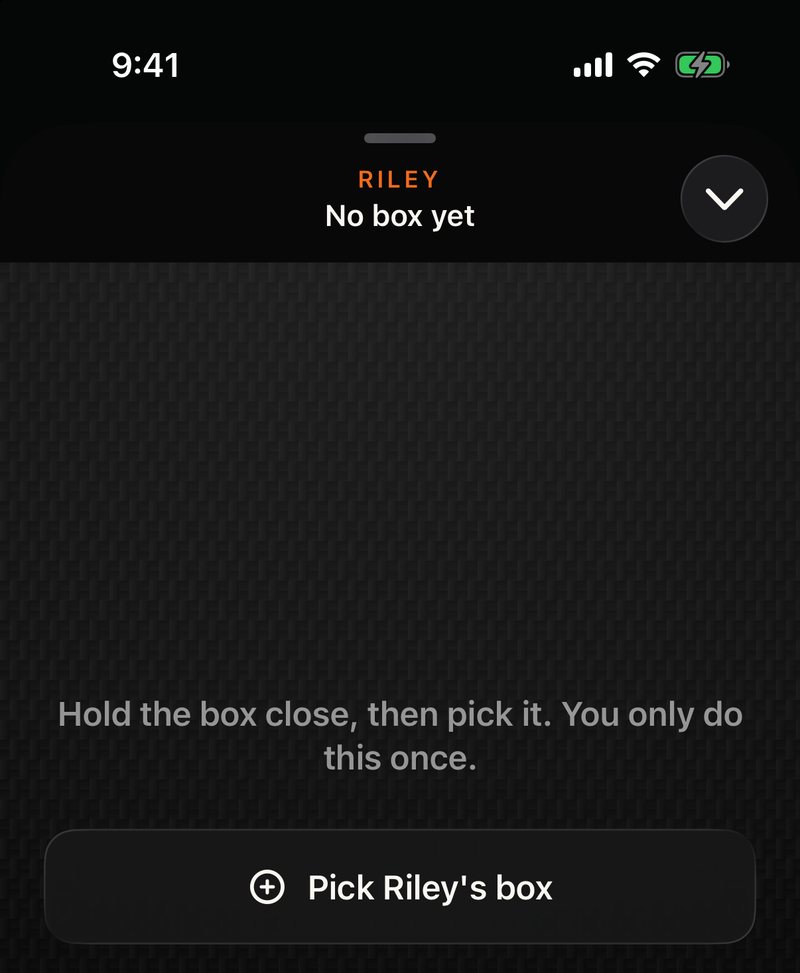 9:41
RILEY
No box yet
Hold the box close, then pick it. You only do
this once.
Pick Riley's box